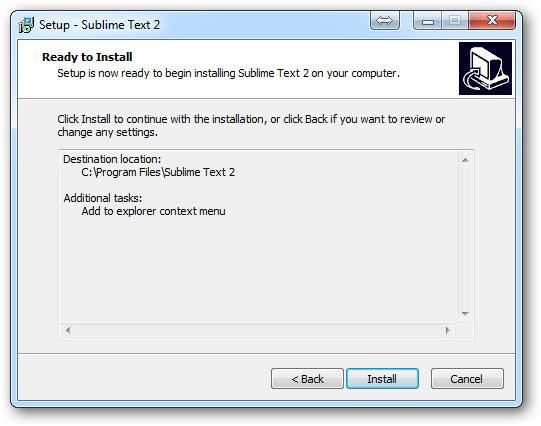 Setup - Sublime Text 2
Ready to Install
Setup is now ready to begin installing Sublime Text 2 on your computer.
Click Install to continue with the installation, or click Back if you want to review or
change any settings.
Destination location:
C:\Program Files\Sublime Text 2
Additional tasks:
Add to explorer context menu
< Back
Install
Cancel